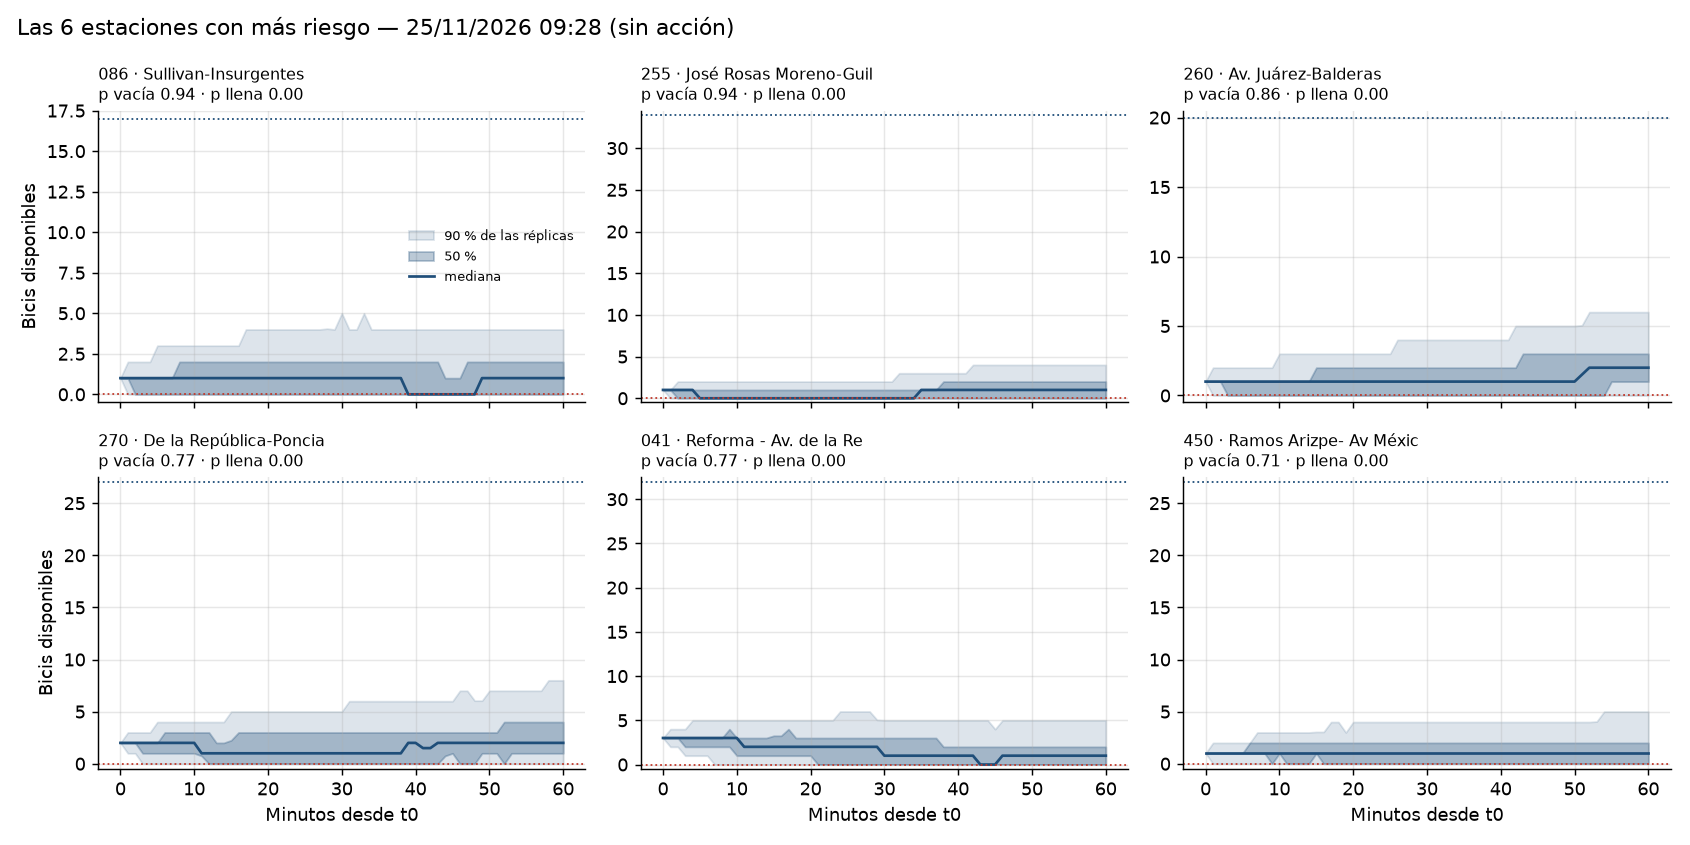 Las 6 estaciones con más riesgo — 25/11/2026 09:28 (sin acción)
086 · Sullivan-Insurgentes
p vacía 0.94 · p llena 0.00
17.5
15.0
12.5
10.0
7.5
5.0
2.5
0.0
Bicis disponibles
90 % de las réplicas
50 %
mediana
255 · José Rosas Moreno-Guil
p vacía 0.94 · p llena 0.00
30
25
20
15
10
5
0
260 · Av. Juárez-Balderas
p vacía 0.86 · p llena 0.00
20
15
10
5
0
270 · De la República-Poncia
p vacía 0.77 · p llena 0.00
25
20
15
10
5
0
Bicis disponibles
0 10 20 30 40 50 60
Minutos desde t0
041 · Reforma - Av. de la Re
p vacía 0.77 · p llena 0.00
30
25
20
15
10
5
0
0 10 20 30 40 50 60
Minutos desde t0
450 · Ramos Arizpe- Av Méxic
p vacía 0.71 · p llena 0.00
25
20
15
10
5
0
0 10 20 30 40 50 60
Minutos desde t0